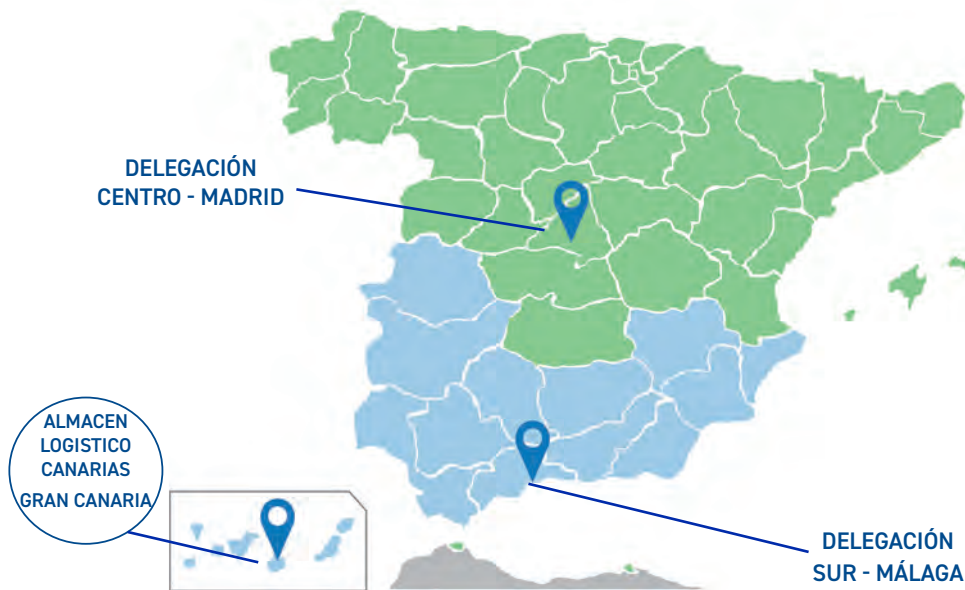 DELEGACIÓN
CENTRO - MADRID
ALMACEN
LOGISTICO
CANARIAS
GRAN CANARIA
DELEGACIÓN
SUR - MÁLAGA